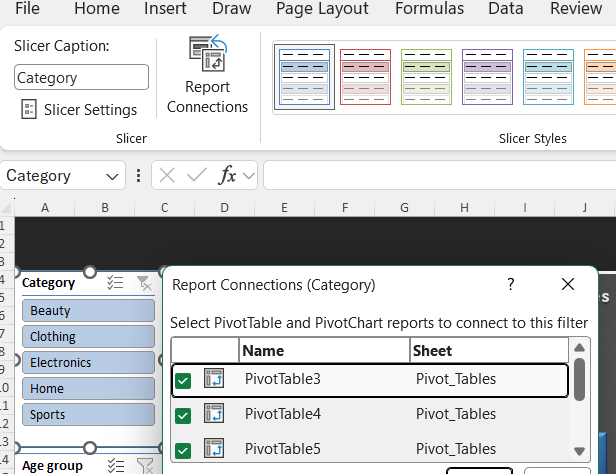 File Home Insert Draw Page Layout Formulas Data Review
Slicer Caption:
Category
Slicer Settings
Report
Connections
Slicer
Slicer Styles
Category
fx
A B C D E F G H I J
1
2
3
4
5
6
7
8
9
10
11
12
13
14
Category
Beauty
Clothing
Electronics
Home
Sports
Age group
Report Connections (Category) ?
Select PivotTable and PivotChart reports to connect to this filter
Name Sheet
PivotTable3 Pivot_Tables
PivotTable4 Pivot_Tables
PivotTable5 Pivot_Tables